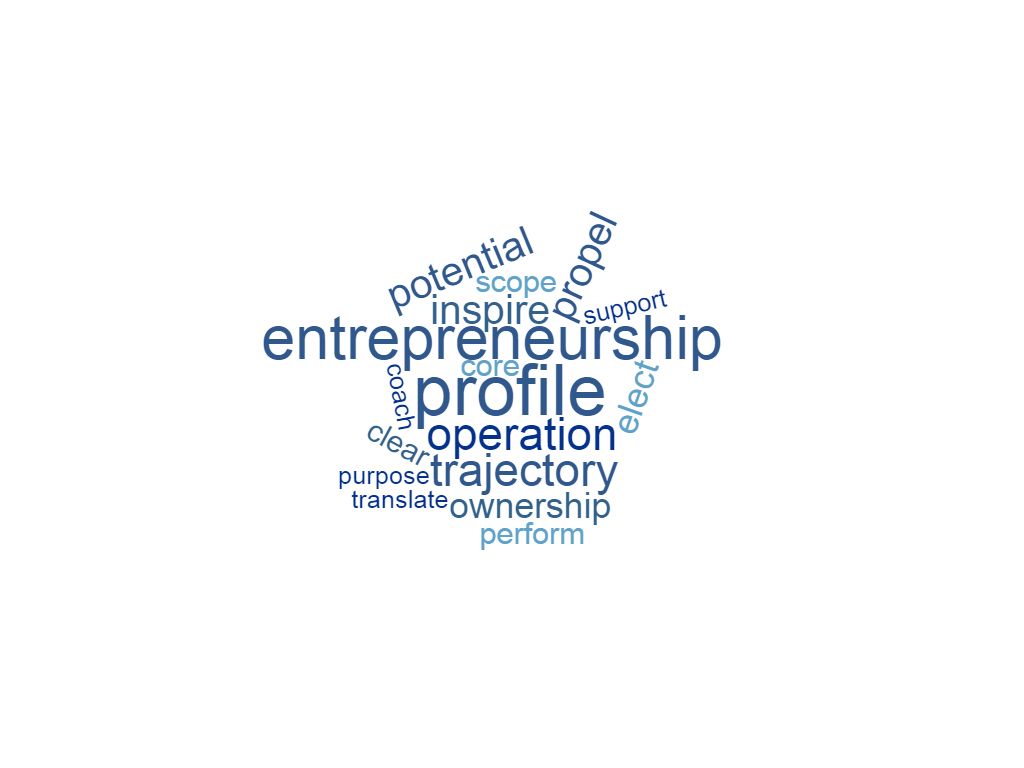 potential
propel
scope
inspire
support
entrepreneurship
core
profile
coach
elect
clear
operation
trajectory
purpose
translate
ownership
perform